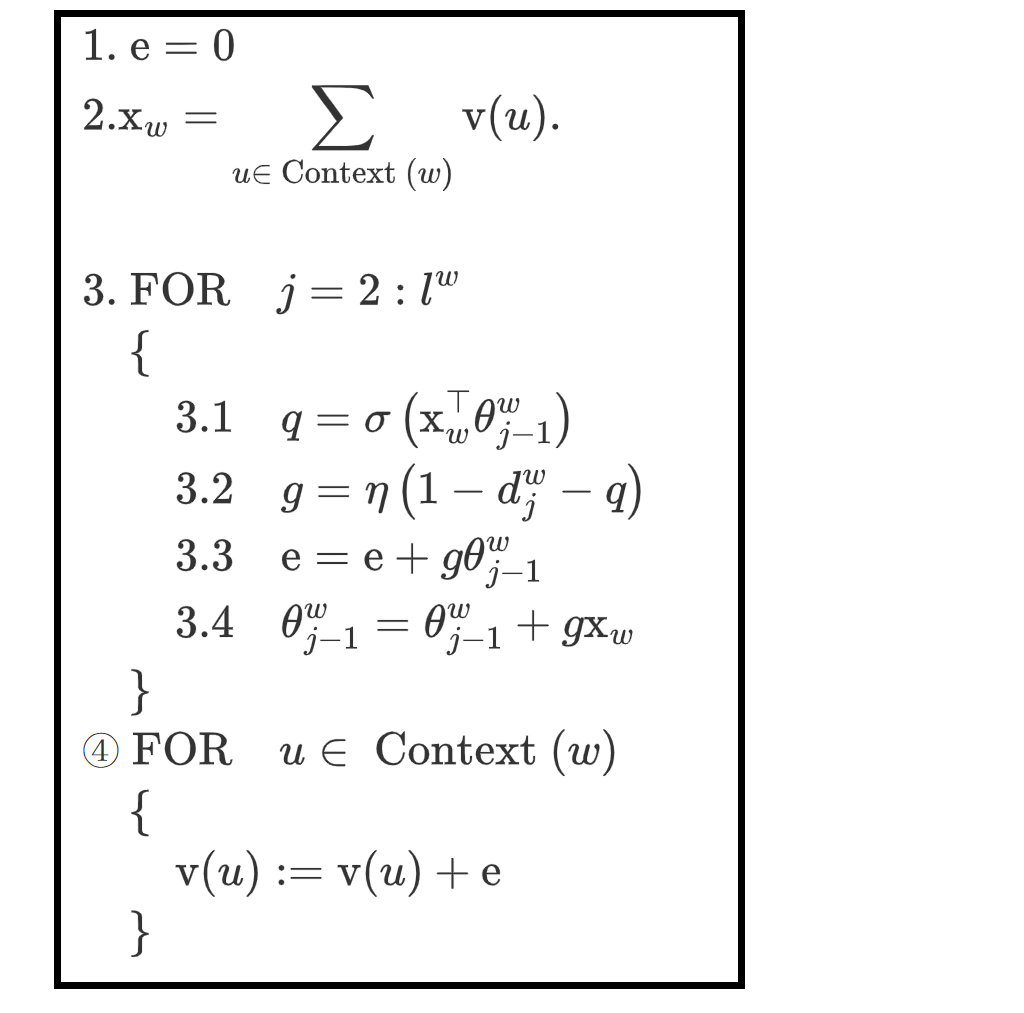 1. e = 0
2.x_w = ∑_{u∈ Context (w)} v(u).
3. FOR j = 2 : l^w
{
3.1 q = σ (x_w^⊤ θ_{j−1}^w)
3.2 g = η (1 − d_j^w − q)
3.3 e = e + gθ_{j−1}^w
3.4 θ_{j−1}^w = θ_{j−1}^w + gx_w
}
④ FOR u ∈ Context (w)
{
v(u) := v(u) + e
}